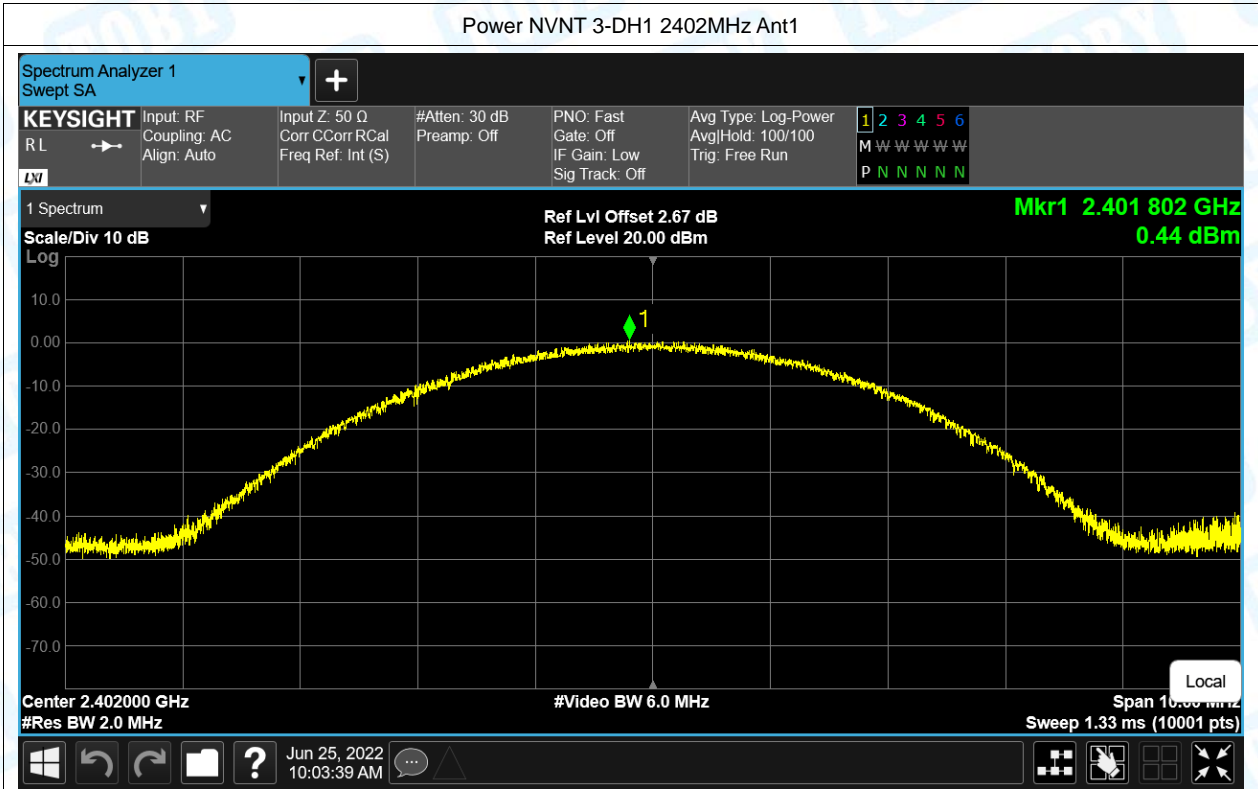 Power NVNT 3-DH1 2402MHz Ant1
Spectrum Analyzer 1
Swept SA
KEYSIGHT
R L
LXI
Input: RF
Coupling: AC
Align: Auto
Input Z: 50 Ω
Corr CCorr RCal
Freq Ref: Int (S)
#Atten: 30 dB
Preamp: Off
PNO: Fast
Gate: Off
IF Gain: Low
Sig Track: Off
Avg Type: Log-Power
Avg|Hold: 100/100
Trig: Free Run
1 2 3 4 5 6
M W W W W W W
P N N N N N N
1 Spectrum
Scale/Div 10 dB
Log
Ref Lvl Offset 2.67 dB
Ref Level 20.00 dBm
Mkr1 2.401 802 GHz
0.44 dBm
1
10.0
0.00
-10.0
-20.0
-30.0
-40.0
-50.0
-60.0
-70.0
Center 2.402000 GHz
#Res BW 2.0 MHz
#Video BW 6.0 MHz
Local
Span 10.00 MHz
Sweep 1.33 ms (10001 pts)
?
Jun 25, 2022
10:03:39 AM
TOBY